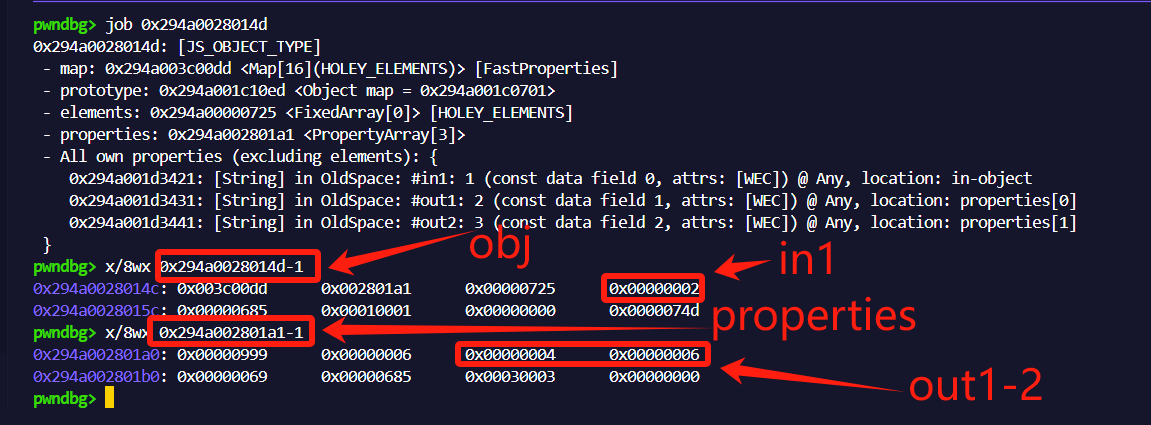 pwndbg> job 0x294a0028014d
0x294a0028014d: [JS_OBJECT_TYPE]
- map: 0x294a003c00dd <Map[16](HOLEY_ELEMENTS)> [FastProperties]
- prototype: 0x294a001c10ed <Object map = 0x294a001c0701>
- elements: 0x294a00000725 <FixedArray[0]> [HOLEY_ELEMENTS]
- properties: 0x294a002801a1 <PropertyArray[3]>
- All own properties (excluding elements): {
0x294a001d3421: [String] in OldSpace: #in1: 1 (const data field 0, attrs: [WEC]) @ Any, location: in-object
0x294a001d3431: [String] in OldSpace: #out1: 2 (const data field 1, attrs: [WEC]) @ Any, location: properties[0]
0x294a001d3441: [String] in OldSpace: #out2: 3 (const data field 2, attrs: [WEC]) @ Any, location: properties[1]
}
obj
in1
pwndbg> x/8wx 0x294a0028014d-1
0x294a0028014c: 0x003c00dd 0x002801a1 0x00000725 0x00000002
0x294a0028015c: 0x00000685 0x00010001 0x00000000 0x0000074d
properties
pwndbg> x/8wx 0x294a002801a1-1
0x294a002801a0: 0x00000999 0x00000006 0x00000004 0x00000006
0x294a002801b0: 0x00000069 0x00000685 0x00030003 0x00000000
out1-2
pwndbg>